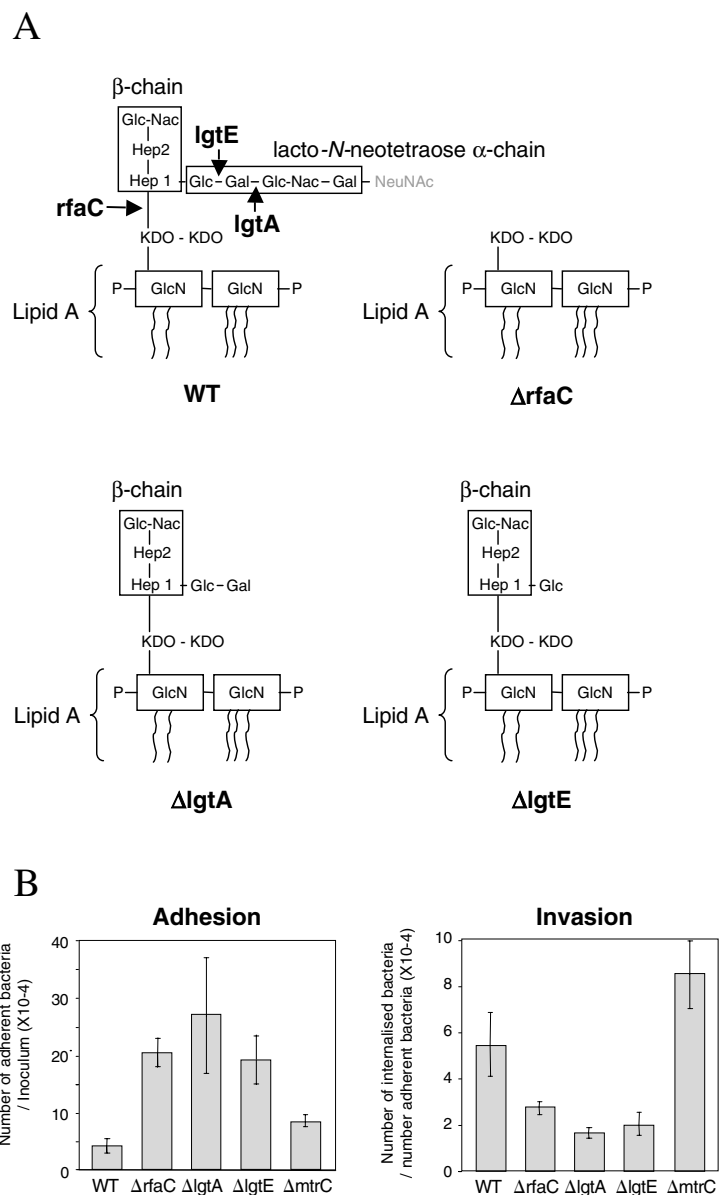 A
β-chain
Glc-Nac
Hep2
Hep 1
lgtE
lacto-N-neotetraose α-chain
Glc - Gal - Glc-Nac - Gal - NeuNAc
lgtA
rfaC
KDO - KDO
Lipid A
P GlcN GlcN P
WT
KDO - KDO
Lipid A
P GlcN GlcN P
ΔrfaC
β-chain
Glc-Nac
Hep2
Hep 1 - Glc - Gal
KDO - KDO
Lipid A
P GlcN GlcN P
ΔlgtA
β-chain
Glc-Nac
Hep2
Hep 1 - Glc
KDO - KDO
Lipid A
P GlcN GlcN P
ΔlgtE
B
Adhesion
Number of adherent bacteria
/ Inoculum (X10-4)
40
30
20
10
0
WT ΔrfaC ΔlgtA ΔlgtE ΔmtrC
Invasion
Number of internalised bacteria
/ number adherent bacteria (X10-4)
10
8
6
4
2
0
WT ΔrfaC ΔlgtA ΔlgtE ΔmtrC